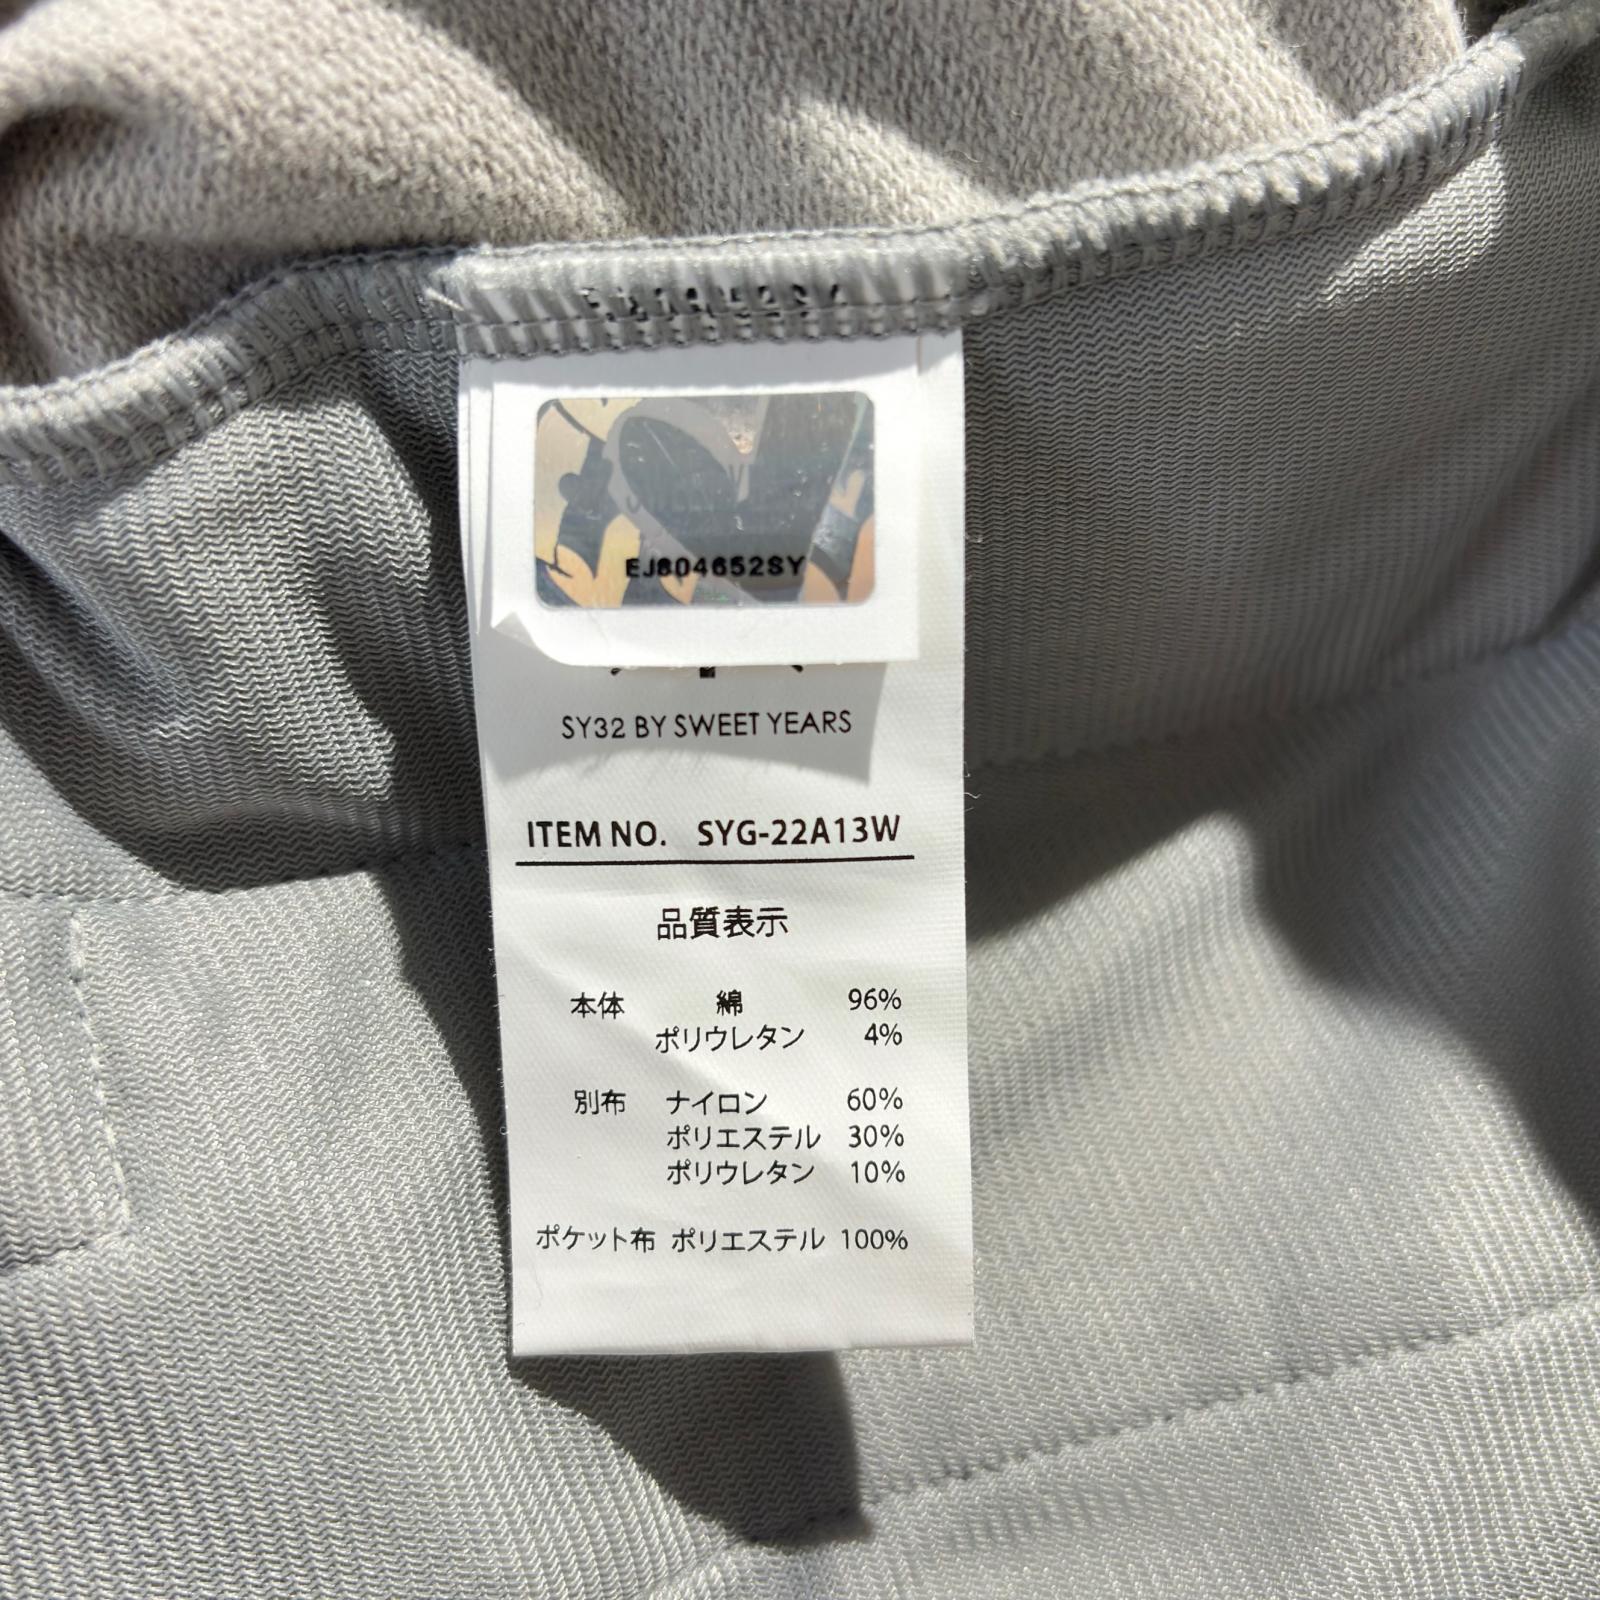 EJ804652SY
SY32 BY SWEET YEARS
ITEM NO. SYG-22A13W
品質表示
本体 綿 96%
ポリウレタン 4%
別布 ナイロン 60%
ポリエステル 30%
ポリウレタン 10%
ポケット布 ポリエステル 100%